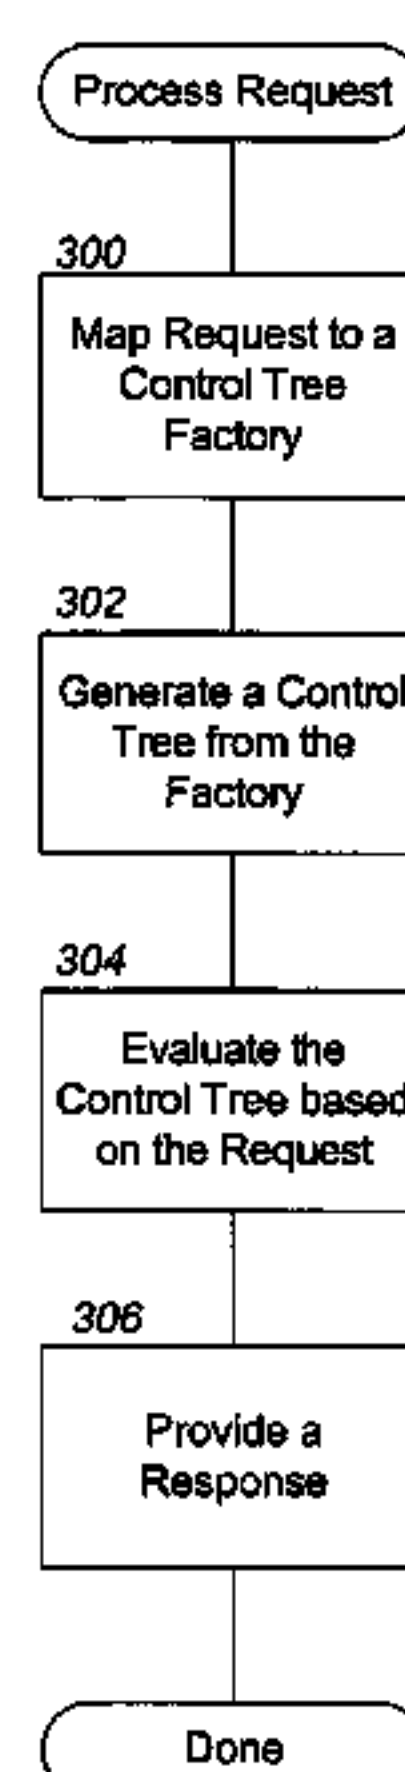 Process Request
300
Map Request to a
Control Tree
Factory
302
Generate a Control
Tree from the
Factory
304
Evaluate the
Control Tree based
on the Request
306
Provide a
Response
Done